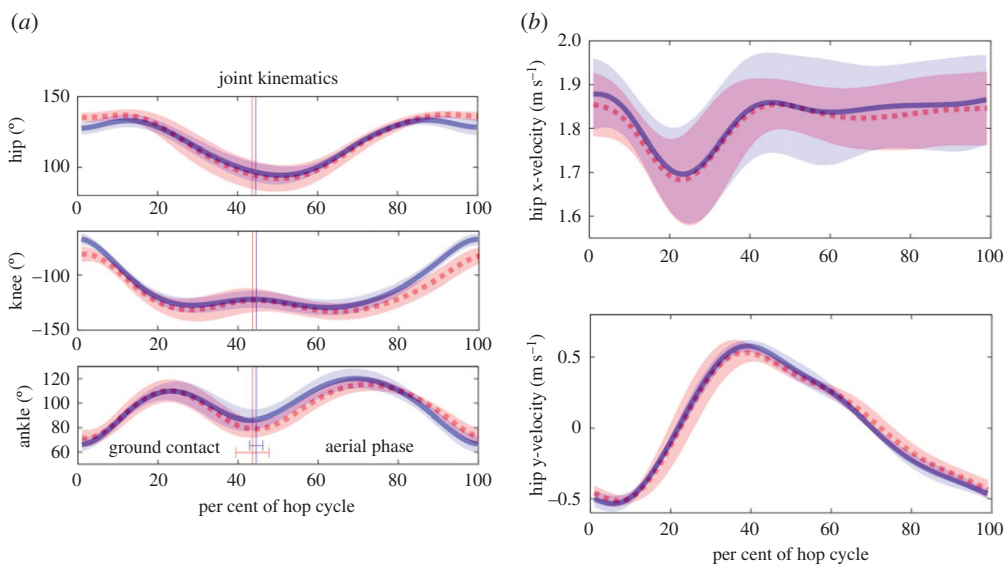 (a)
joint kinematics
150
100
hip (º)
0 20 40 60 80 100
−100
−150
knee (º)
0 20 40 60 80 100
120
100
80
60
ankle (º)
ground contact
aerial phase
0 20 40 60 80 100
per cent of hop cycle
(b)
2.0
1.9
1.8
1.7
1.6
hip x-velocity (m s⁻¹)
0 20 40 60 80 100
0.5
0
−0.5
hip y-velocity (m s⁻¹)
0 20 40 60 80 100
per cent of hop cycle